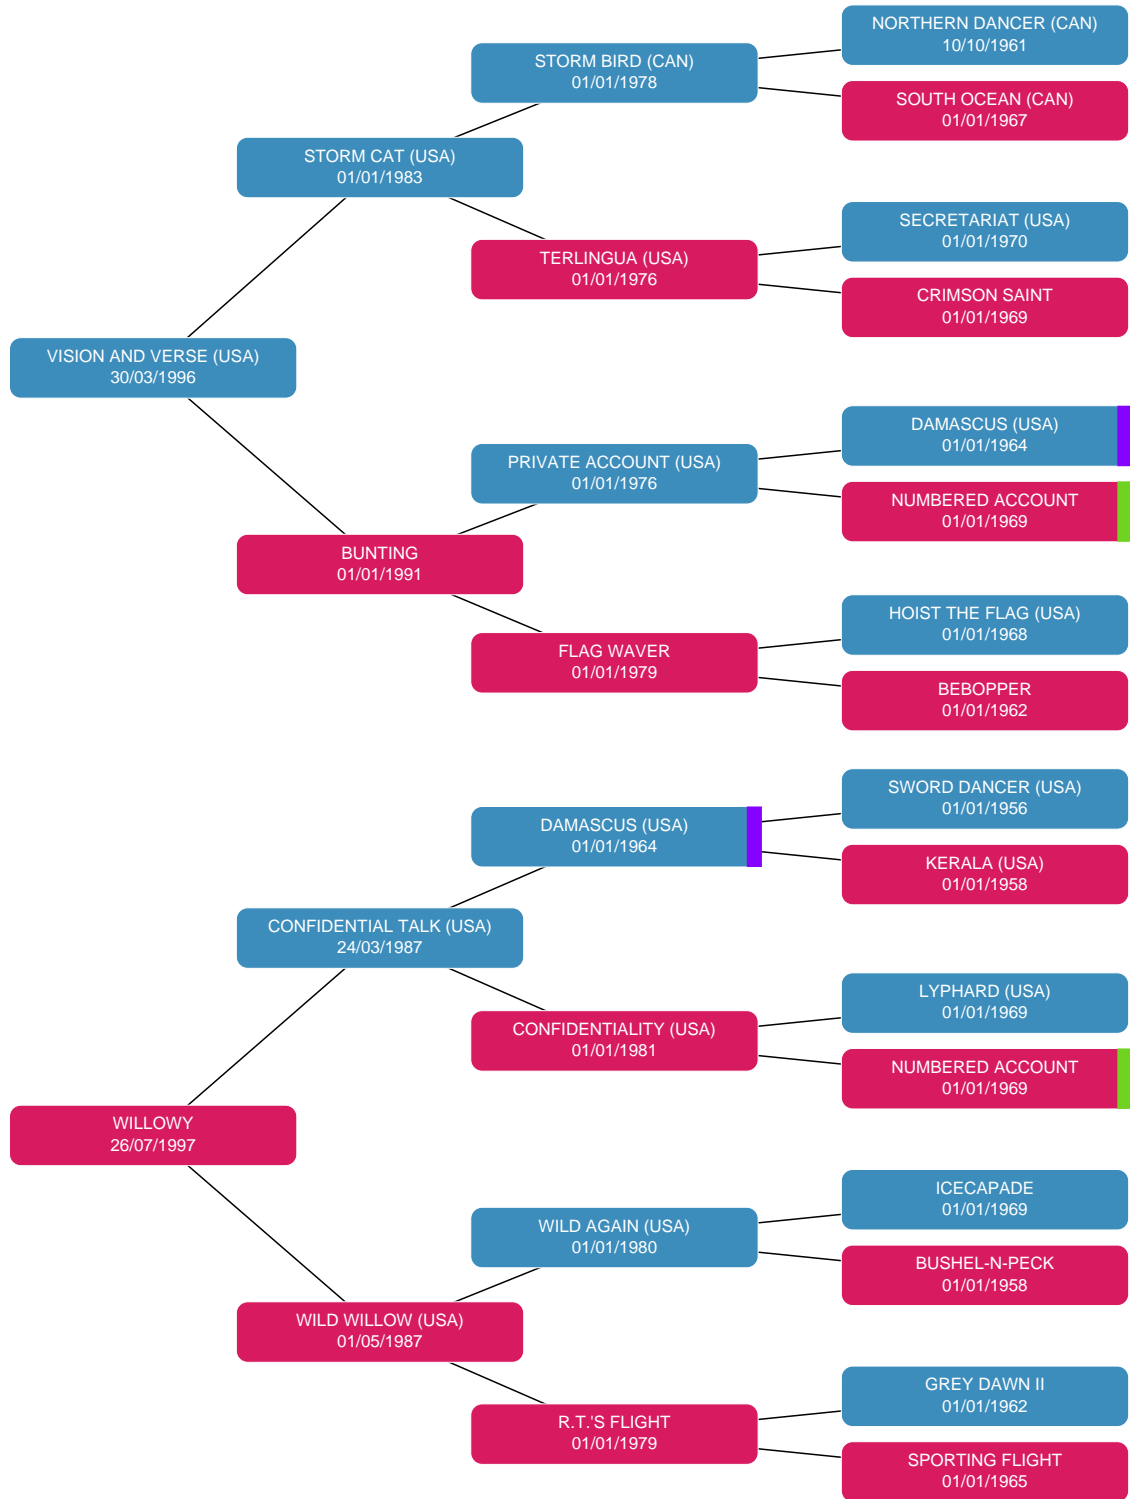 NORTHERN DANCER (CAN)
10/10/1961
STORM BIRD (CAN)
01/01/1978
SOUTH OCEAN (CAN)
01/01/1967
STORM CAT (USA)
01/01/1983
SECRETARIAT (USA)
01/01/1970
TERLINGUA (USA)
01/01/1976
CRIMSON SAINT
01/01/1969
VISION AND VERSE (USA)
30/03/1996
DAMASCUS (USA)
01/01/1964
PRIVATE ACCOUNT (USA)
01/01/1976
NUMBERED ACCOUNT
01/01/1969
BUNTING
01/01/1991
HOIST THE FLAG (USA)
01/01/1968
FLAG WAVER
01/01/1979
BEBOPPER
01/01/1962
SWORD DANCER (USA)
01/01/1956
DAMASCUS (USA)
01/01/1964
KERALA (USA)
01/01/1958
CONFIDENTIAL TALK (USA)
24/03/1987
LYPHARD (USA)
01/01/1969
CONFIDENTIALITY (USA)
01/01/1981
NUMBERED ACCOUNT
01/01/1969
WILLOWY
26/07/1997
ICECAPADE
01/01/1969
WILD AGAIN (USA)
01/01/1980
BUSHEL-N-PECK
01/01/1958
WILD WILLOW (USA)
01/05/1987
GREY DAWN II
01/01/1962
R.T.'S FLIGHT
01/01/1979
SPORTING FLIGHT
01/01/1965